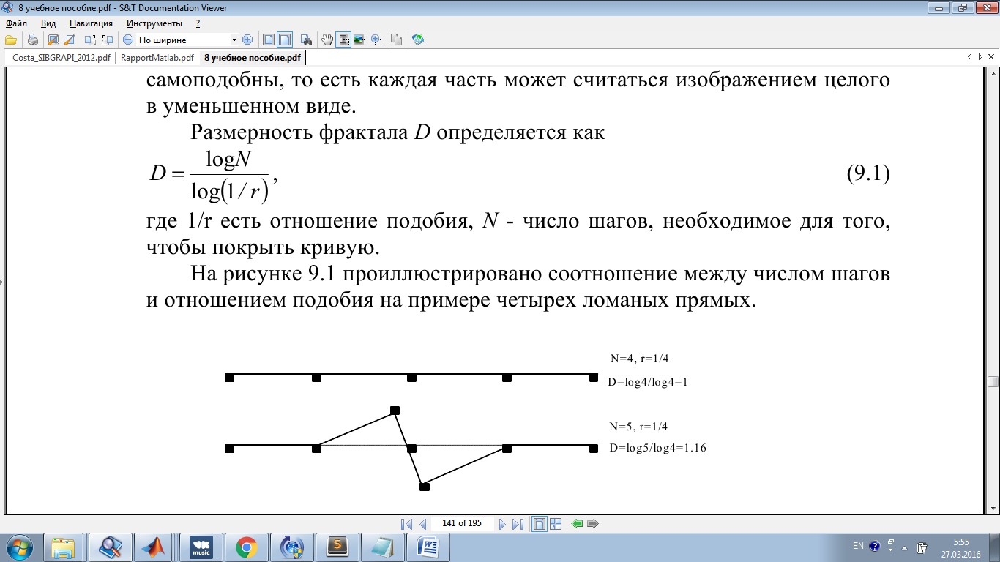 8 учебное пособие.pdf - S&T Documentation Viewer
Файл Вид Навигация Инструменты ?
По ширине
Costa_SIBGRAPI_2012.pdf RapportMatlab.pdf 8 учебное пособие.pdf
самоподобны, то есть каждая часть может считаться изображением целого
в уменьшенном виде.
Размерность фрактала D определяется как
D = logN / log(1/r), (9.1)
где 1/r есть отношение подобия, N - число шагов, необходимое для того,
чтобы покрыть кривую.
На рисунке 9.1 проиллюстрировано соотношение между числом шагов
и отношением подобия на примере четырех ломаных прямых.
N=4, r=1/4
D=log4/log4=1
N=5, r=1/4
D=log5/log4=1.16
141 of 195
music
S
W
EN
5:55
27.03.2016